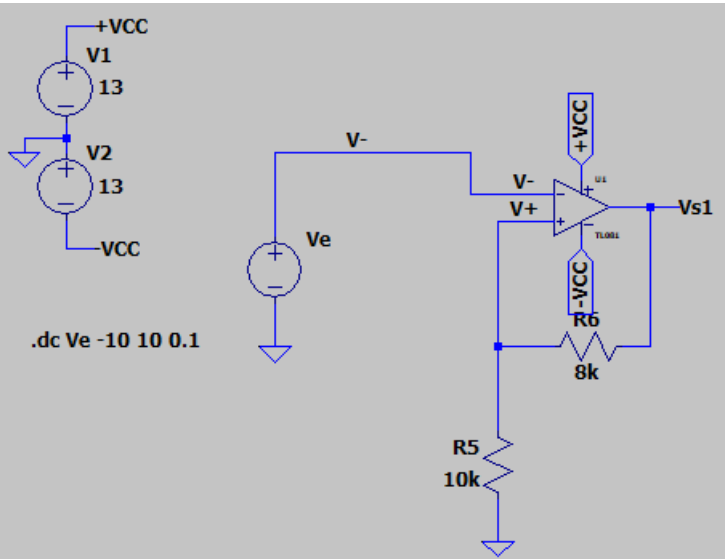 +VCC
V1
13
V2
13
-VCC
V-
Ve
.dc Ve -10 10 0.1
+VCC
U1
V-
V+
Vs1
TL081
-VCC
R6
8k
R5
10k